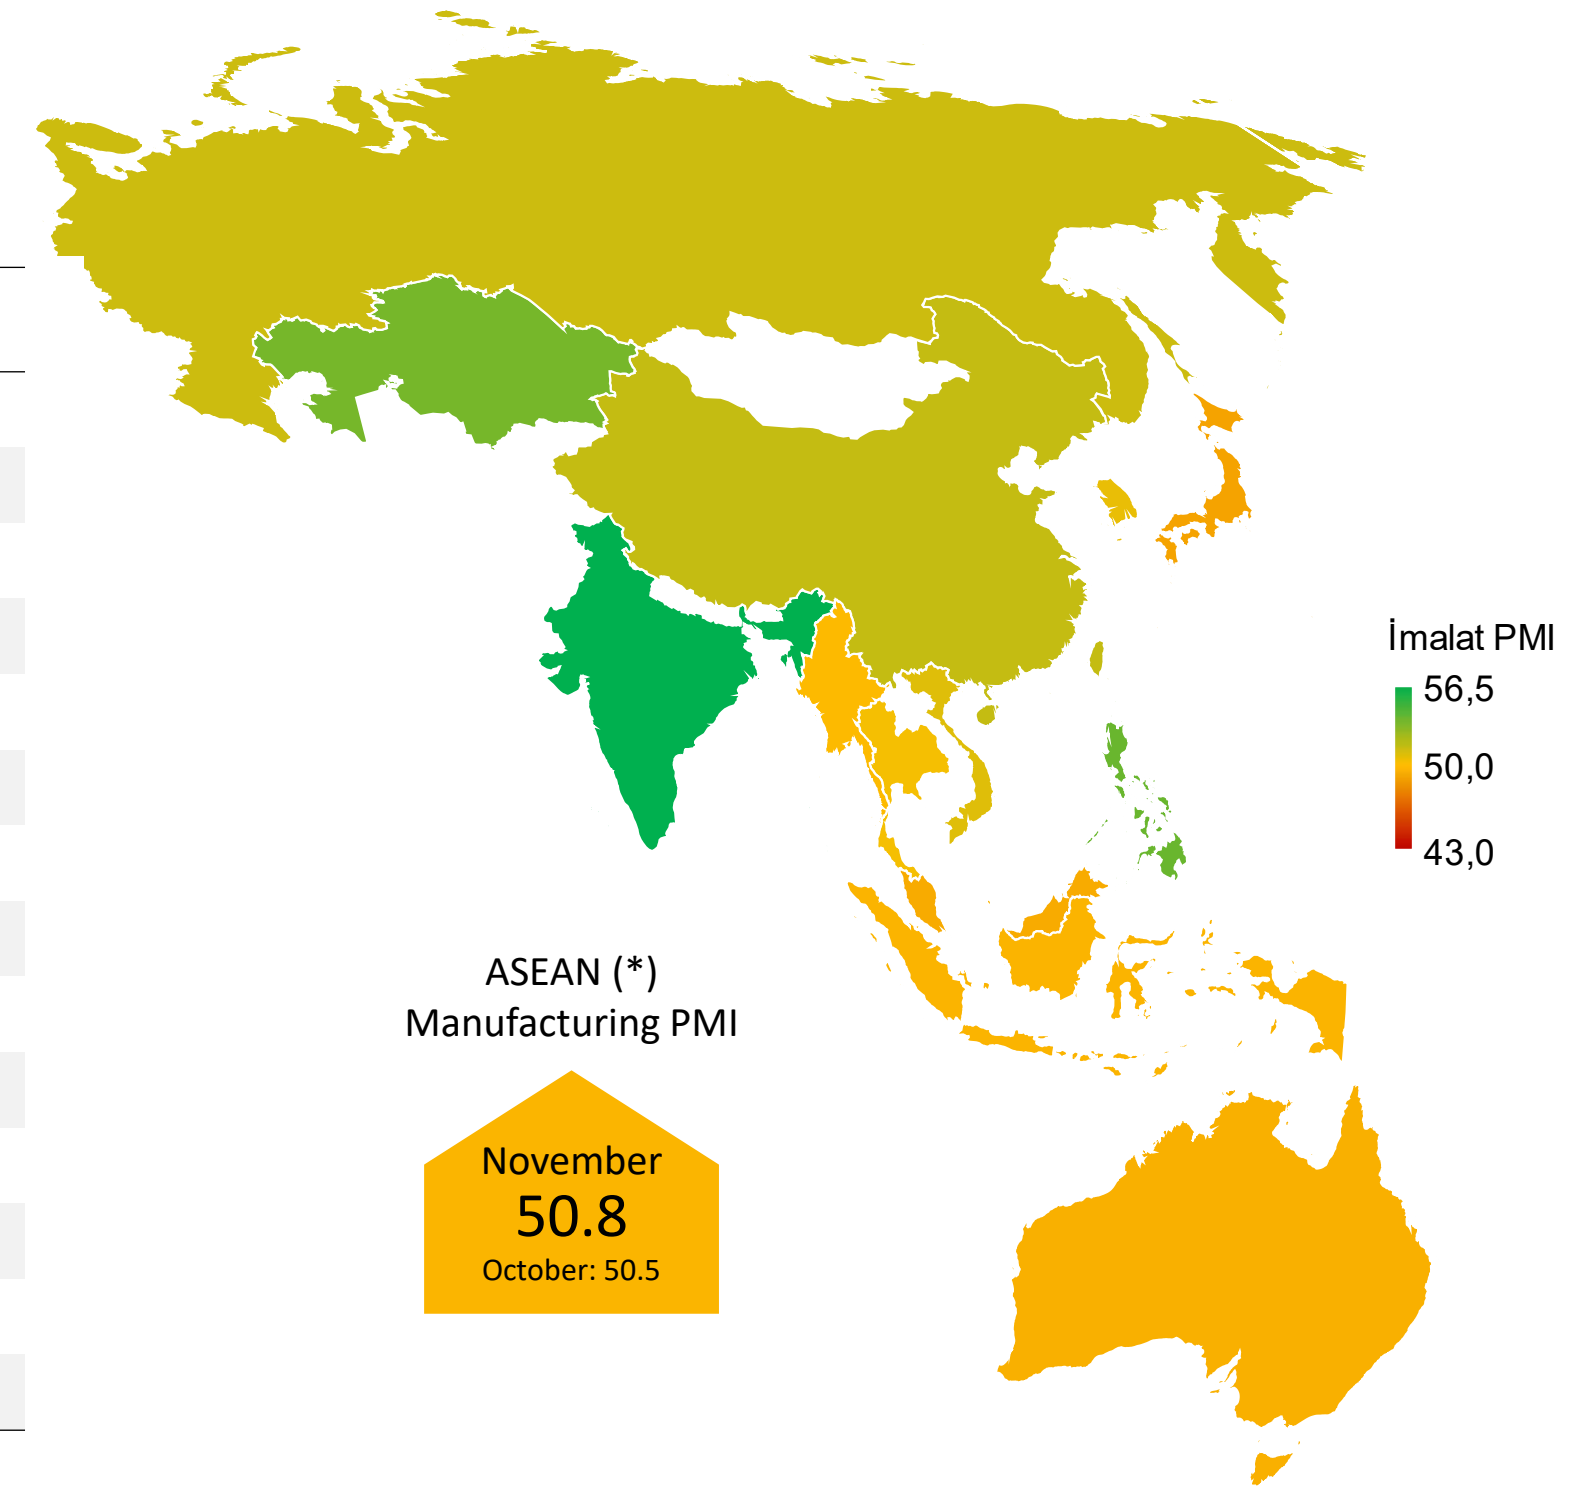 İmalat PMI
56,5
50,0
43,0
ASEAN (*)
Manufacturing PMI
November
50.8
October: 50.5